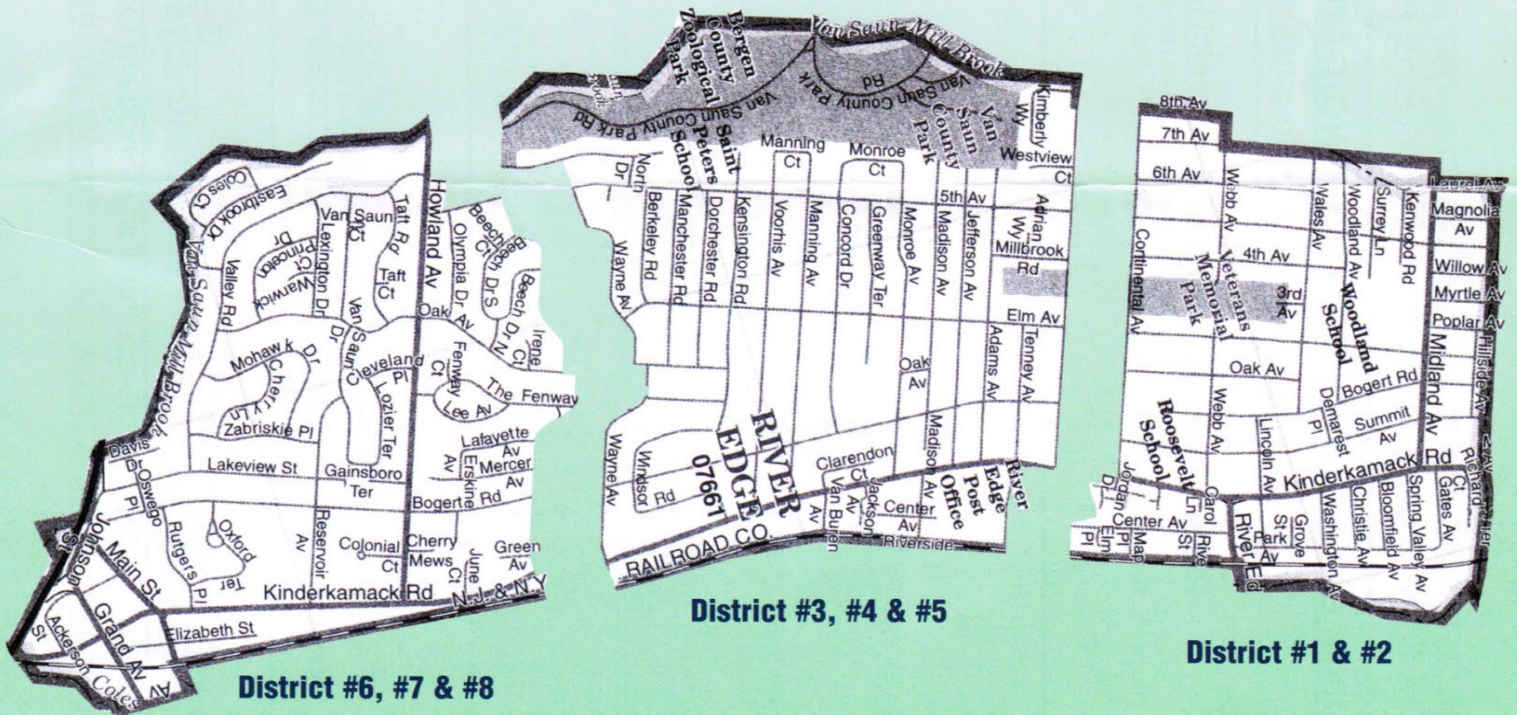 Coles Ct
Eastbrook Dr
Van Saun Mill Brook
Valley Rd
Princeton Ct
Dr
Warwick
Lexington Dr
Van Saun
Ct
Taft Rd
Taft
Ct
Howland Av
Olympia Dr
Beech
Ct
Beech Dr S
Beech Dr N
Irene
Ct
Oak Av
Van Saun
Dr
Mohawk Dr
Cherry
Ln
Zabriskie Pl
Cleveland
Pl
Lozier Ter
Fenway
Ct
The Fenway
Lee Av
Lafayette
Av
Erskine
Av
Mercer
Av
Davis
Dr
Oswego
Pl
Lakeview St
Gainsboro
Ter
Bogert Rd
Rutgers Pl
Oxford
Ter
Reservoir
Av
Colonial
Ct
Cherry
Mews Ct
June
Green
Av
Johnson
St
Main St
Kinderkamack Rd
N.J. & N.Y.
Elizabeth St
Grand Av
Ackerson
St
Coles
Av
District #6, #7 & #8
Bergen
County
Zoological
Park
Van Saun Mill Brook
Brook
Van Saun County Park Rd
Van Saun County Park
Rd
Van
Saun
County
Park
Kimberly
Wy
Westview
Ct
Saint
Peters
School
Manning
Ct
Monroe
Ct
North
Dr
5th Av
Adrian
Wy
Millbrook
Rd
Wayne Av
Berkeley Rd
Manchester Rd
Dorchester Rd
Kensington Rd
Voorhis Av
Manning Av
Concord Dr
Greenway Ter
Monroe Av
Madison Av
Jefferson Av
Elm Av
Oak
Av
Adams Av
Tenney Av
Wayne Av
Windsor
Rd
RIVER
EDGE
07661
Clarendon
Ct
Van Buren
Av
Jackson
Av
Madison Av
Center
Av
River
Edge
Post
Office
RAILROAD CO.
Riverside
District #3, #4 & #5
8th Av
7th Av
6th Av
Webb Av
Wales Av
Woodland Av
Surrey Ln
Kenwood Rd
Laurel Av
Magnolia
Av
Willow Av
Myrtle Av
Poplar Av
4th Av
3rd
Av
Continental Av
Veterans
Memorial
Park
Woodland
School
Midland Av
Hillside Av
Oak Av
Bogert Rd
Demarest
Pl
Summit
Av
Roosevelt
School
Webb Av
Lincoln Av
Kinderkamack Rd
Richard
Ct
Jordan
Pl
Elm
Pl
Map
Center Av
St
Carol
Ln
Rive
River Ed
St
Park
Av
Grove
Washington Av
Christie Av
Bloomfield Av
Spring Valley Av
Gates Av
District #1 & #2